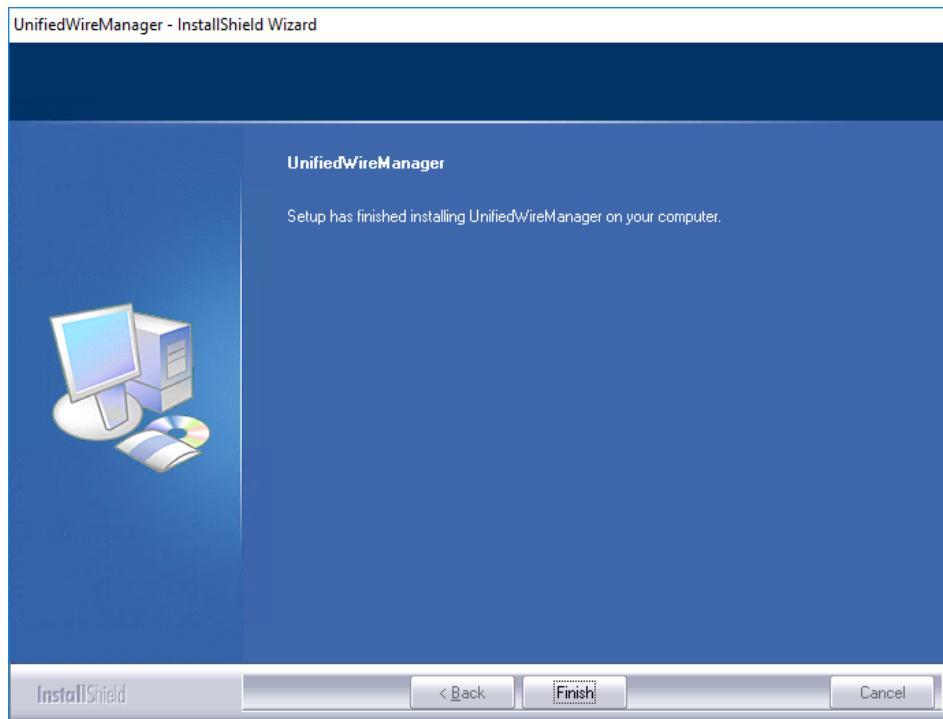 UnifiedWireManager - InstallShield Wizard
UnifiedWireManager
Setup has finished installing UnifiedWireManager on your computer.
InstallShield
< Back
Finish
Cancel